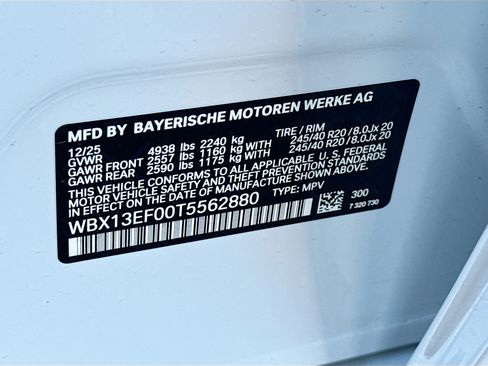 MFD BY BAYERISCHE MOTOREN WERKE AG
12/25 4938 lbs 2240 kg TIRE / RIM
GVWR
GAWR FRONT 2557 lbs 1160 kg WITH 245/40 R20 / 8.0Jx 20
GAWR REAR 2590 lbs 1175 kg WITH 245/40 R20 / 8.0Jx 20
THIS VEHICLE CONFORMS TO ALL APPLICABLE U.S. FEDERAL
MOTOR VEHICLE SAFETY AND THEFT PREVENTION STANDARDS
IN EFFECT ON THE DATE OF MANUFACTURE SHOWN ABOVE.
WBX13EF00T5562880 TYPE: MPV
300
7 320 730